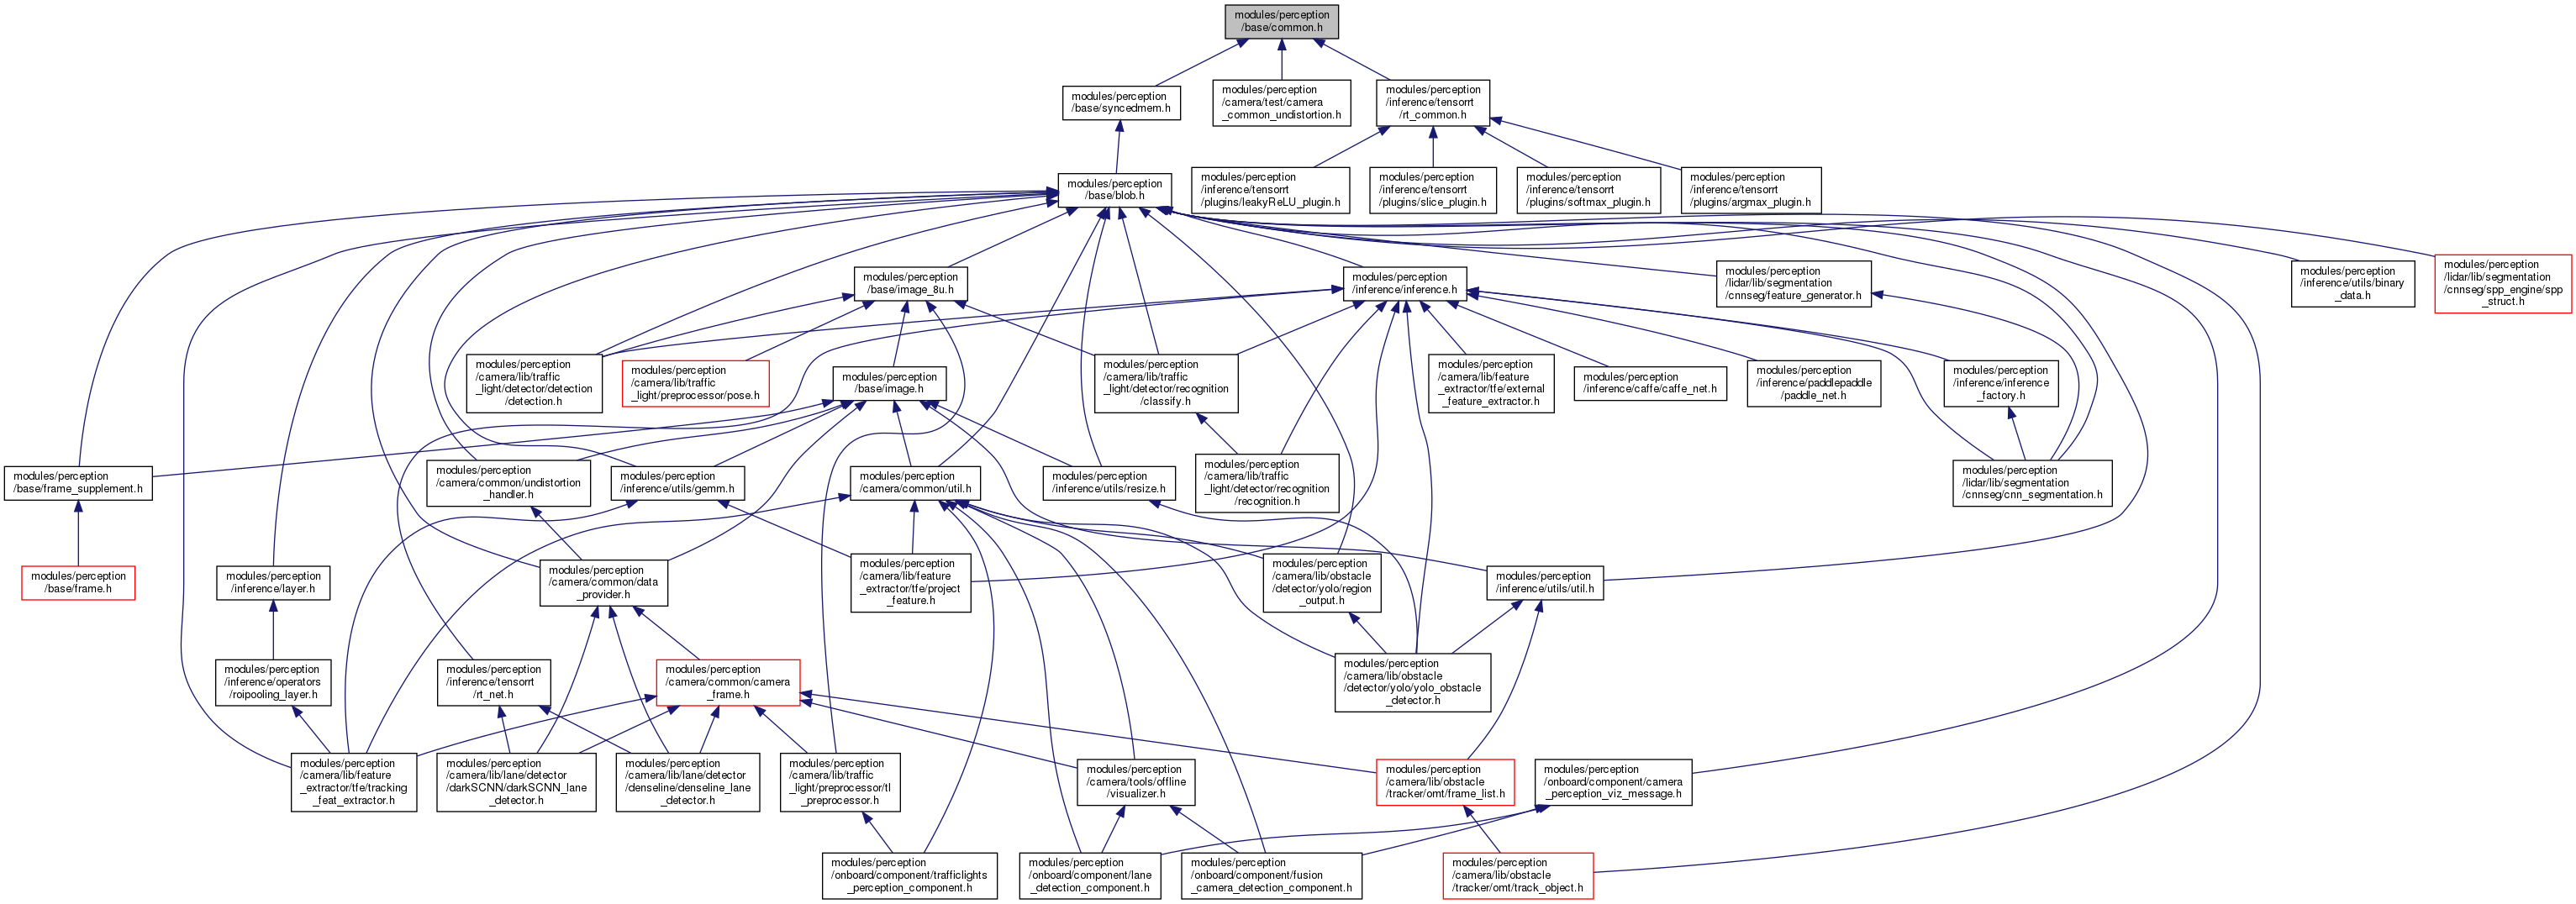 modules/perception
/base/common.h
modules/perception
/base/syncedmem.h
modules/perception
/camera/test/camera
_common_undistortion.h
modules/perception
/inference/tensorrt
/rt_common.h
modules/perception
/base/blob.h
modules/perception
/inference/tensorrt
/plugins/leakyReLU_plugin.h
modules/perception
/inference/tensorrt
/plugins/slice_plugin.h
modules/perception
/inference/tensorrt
/plugins/softmax_plugin.h
modules/perception
/inference/tensorrt
/plugins/argmax_plugin.h
modules/perception
/base/image_8u.h
modules/perception
/inference/inference.h
modules/perception
/lidar/lib/segmentation
/cnnseg/feature_generator.h
modules/perception
/inference/utils/binary
_data.h
modules/perception
/lidar/lib/segmentation
/cnnseg/spp_engine/spp
_struct.h
modules/perception
/camera/lib/traffic
_light/detector/detection
/detection.h
modules/perception
/camera/lib/traffic
_light/preprocessor/pose.h
modules/perception
/base/image.h
modules/perception
/camera/lib/traffic
_light/detector/recognition
/classify.h
modules/perception
/camera/lib/feature
_extractor/tfe/external
_feature_extractor.h
modules/perception
/inference/caffe/caffe_net.h
modules/perception
/inference/paddlepaddle
/paddle_net.h
modules/perception
/inference/inference
_factory.h
modules/perception
/base/frame_supplement.h
modules/perception
/camera/common/undistortion
_handler.h
modules/perception
/inference/utils/gemm.h
modules/perception
/camera/common/util.h
modules/perception
/inference/utils/resize.h
modules/perception
/camera/lib/traffic
_light/detector/recognition
/recognition.h
modules/perception
/lidar/lib/segmentation
/cnnseg/cnn_segmentation.h
modules/perception
/base/frame.h
modules/perception
/inference/layer.h
modules/perception
/camera/common/data
_provider.h
modules/perception
/camera/lib/feature
_extractor/tfe/project
_feature.h
modules/perception
/camera/lib/obstacle
/detector/yolo/region
_output.h
modules/perception
/inference/utils/util.h
modules/perception
/inference/operators
/roipooling_layer.h
modules/perception
/inference/tensorrt
/rt_net.h
modules/perception
/camera/common/camera
_frame.h
modules/perception
/camera/lib/obstacle
/detector/yolo/yolo_obstacle
_detector.h
modules/perception
/camera/lib/feature
_extractor/tfe/tracking
_feat_extractor.h
modules/perception
/camera/lib/lane/detector
/darkSCNN/darkSCNN_lane
_detector.h
modules/perception
/camera/lib/lane/detector
/denseline/denseline_lane
_detector.h
modules/perception
/camera/lib/traffic
_light/preprocessor/tl
_preprocessor.h
modules/perception
/camera/tools/offline
/visualizer.h
modules/perception
/camera/lib/obstacle
/tracker/omt/frame_list.h
modules/perception
/onboard/component/camera
_perception_viz_message.h
modules/perception
/onboard/component/trafficlights
_perception_component.h
modules/perception
/onboard/component/lane
_detection_component.h
modules/perception
/onboard/component/fusion
_camera_detection_component.h
modules/perception
/camera/lib/obstacle
/tracker/omt/track_object.h